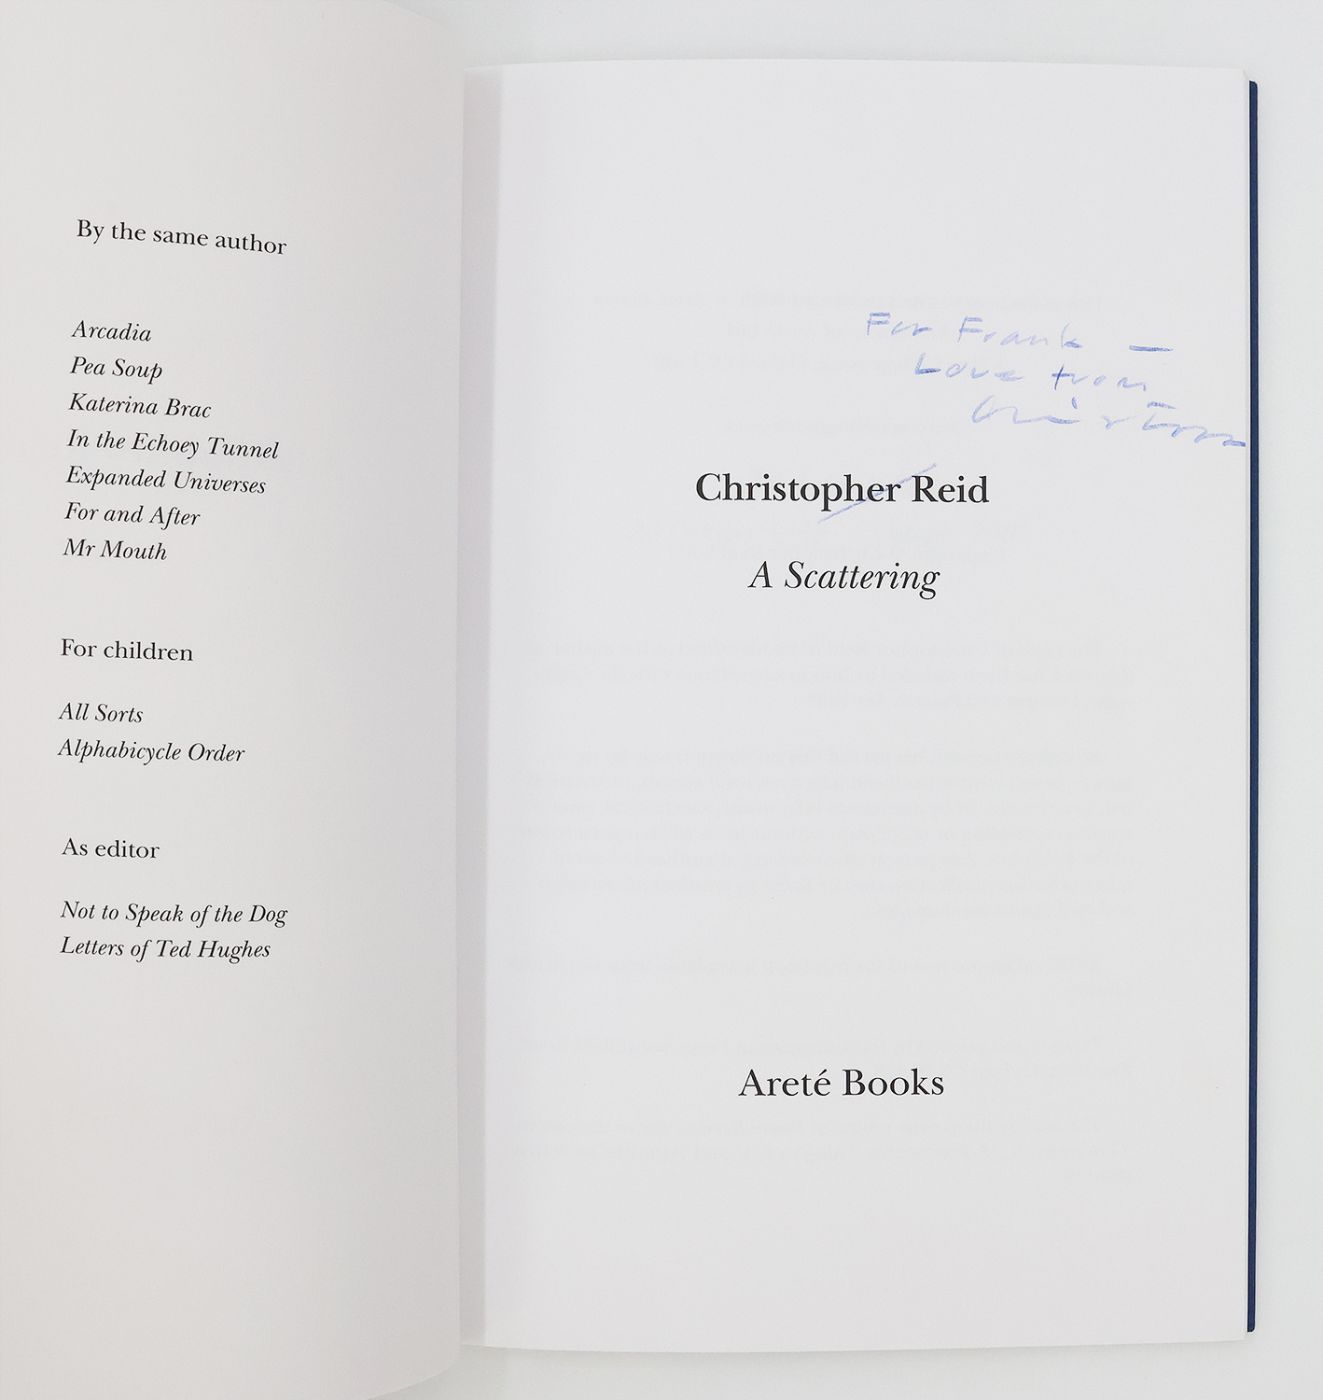 By the same author
Arcadia
Pea Soup
Katerina Brac
In the Echoey Tunnel
Expanded Universes
For and After
Mr Mouth
For children
All Sorts
Alphabicycle Order
As editor
Not to Speak of the Dog
Letters of Ted Hughes
For Frank —
Love from
Christopher Reid
A Scattering
Areté Books